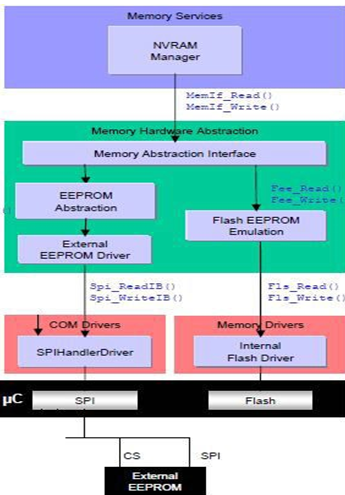 Memory Services
NVRAM
Manager
MemIf_Read()
MemIf_Write()
Memory Hardware Abstraction
Memory Abstraction Interface
EEPROM
Abstraction
Fee_Read()
Fee_Write(
()
Flash EEPROM
Emulation
External
EEPROM Driver
Spi_ReadIB()
Spi_WriteIB()
Fls_Read()
Fls_Write()
COM Drivers
Memory Drivers
SPIHandlerDriver
Internal
Flash Driver
µC
SPI
Flash
CS
SPI
External
EEPROM